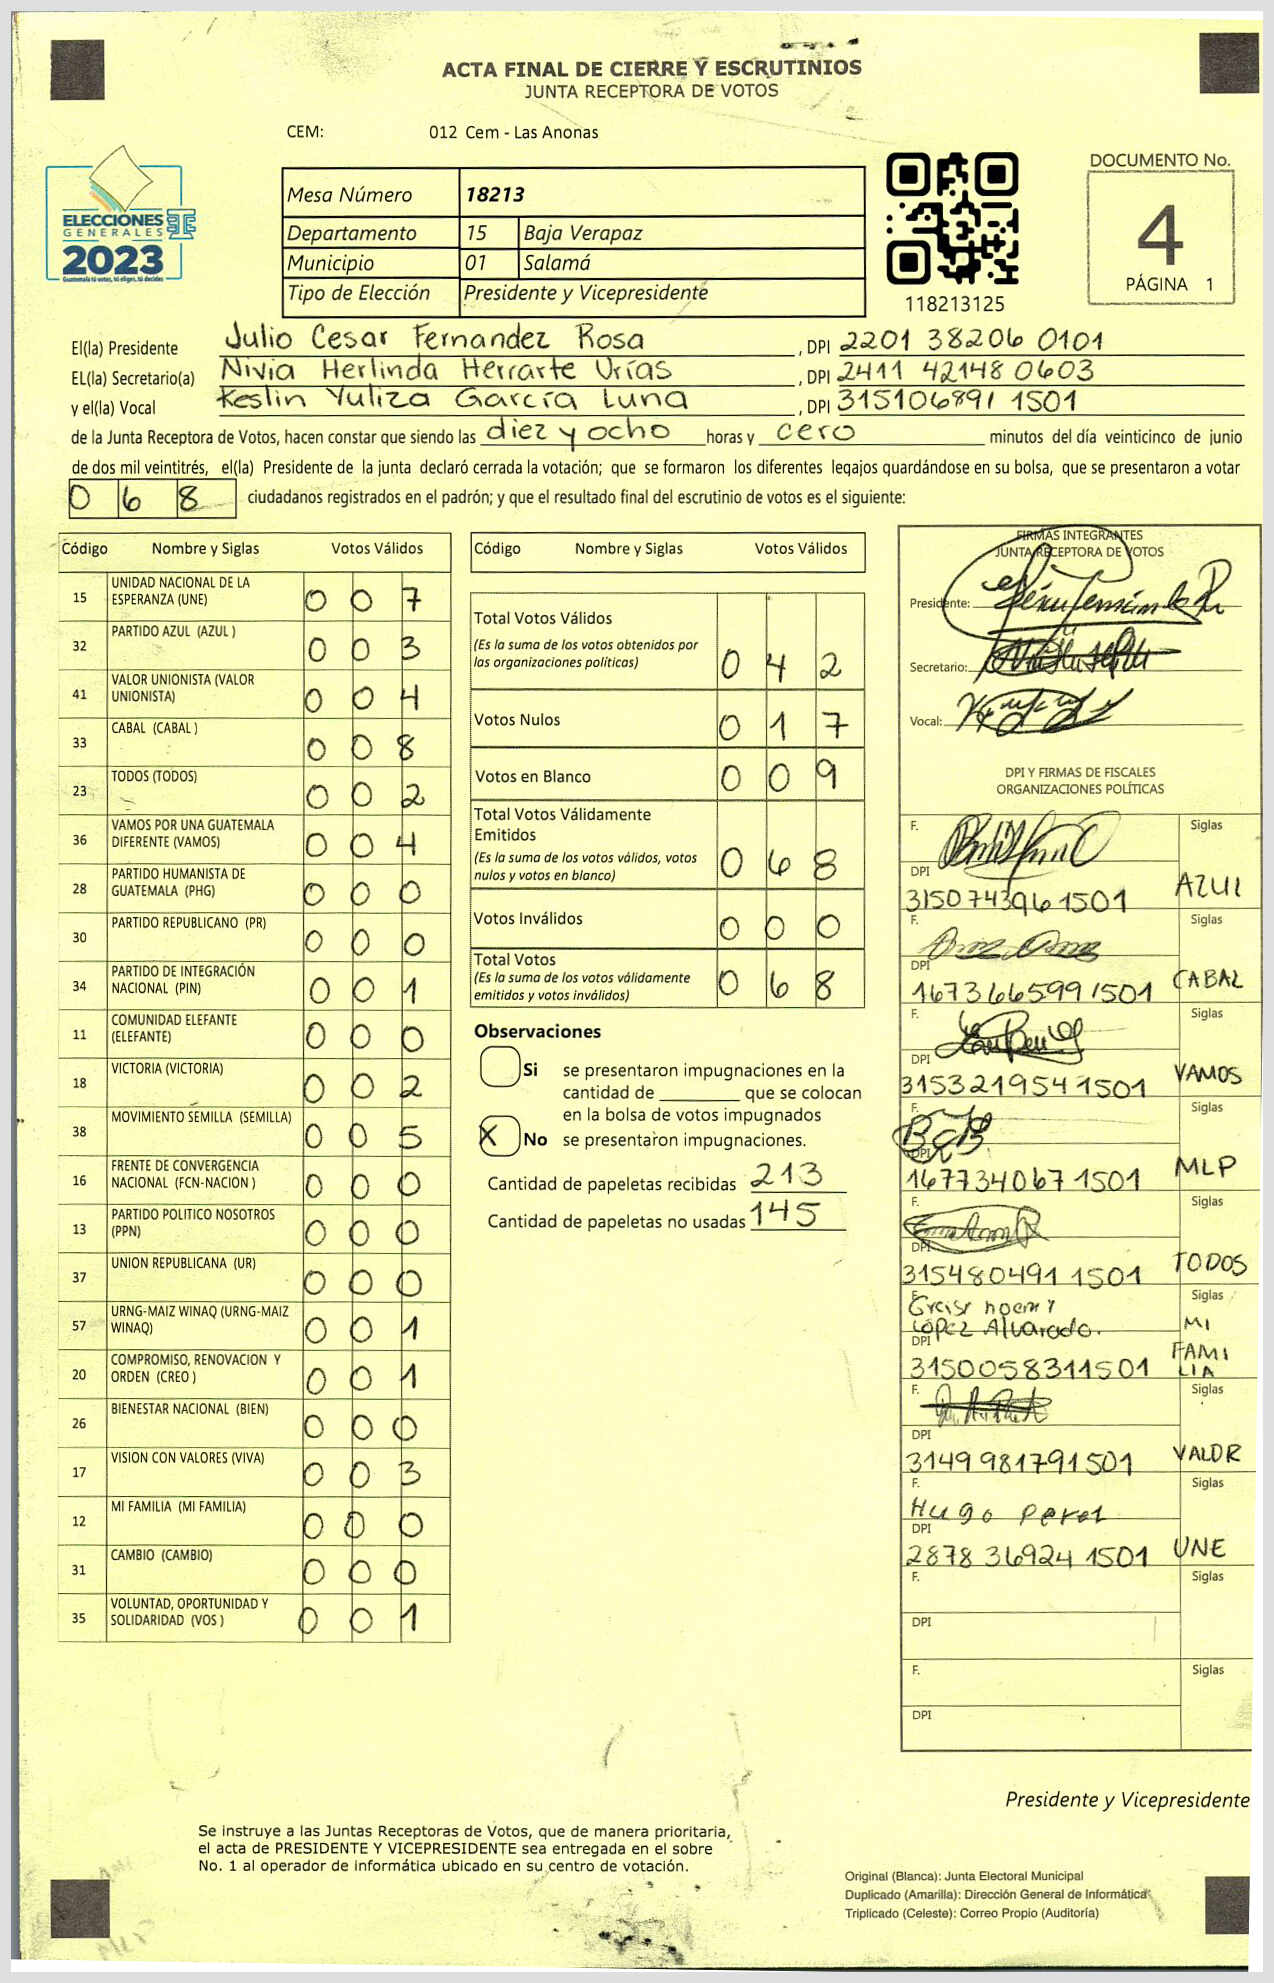 ACTA FINAL DE CIERRE Y ESCRUTINIOS
JUNTA RECEPTORA DE VOTOS
CEM: 012 Cem - Las Anonas
ELECCIONES
GENERALES
2023
Guatemala tú votas, tú eliges, tú decides
Mesa Número 18213
Departamento 15 Baja Verapaz
Municipio 01 Salamá
Tipo de Elección Presidente y Vicepresidente
118213125
DOCUMENTO No.
4
PÁGINA 1
El(la) Presidente Julio Cesar Fernandez Rosa , DPI 2201 38206 0101
EL(la) Secretario(a) Nivia Herlinda Herrarte Urías , DPI 2411 42148 0603
y el(la) Vocal Keslin Yuliza García Luna , DPI 315106891 1501
de la Junta Receptora de Votos, hacen constar que siendo las diez y ocho horas y cero minutos del día veinticinco de junio
de dos mil veintitrés, el(la) Presidente de la junta declaró cerrada la votación; que se formaron los diferentes legajos guardándose en su bolsa, que se presentaron a votar
0 6 8 ciudadanos registrados en el padrón; y que el resultado final del escrutinio de votos es el siguiente:
Código Nombre y Siglas Votos Válidos
15 UNIDAD NACIONAL DE LA ESPERANZA (UNE) 0 0 7
32 PARTIDO AZUL (AZUL ) 0 0 3
41 VALOR UNIONISTA (VALOR UNIONISTA) 0 0 4
33 CABAL (CABAL ) 0 0 8
23 TODOS (TODOS) 0 0 2
36 VAMOS POR UNA GUATEMALA DIFERENTE (VAMOS) 0 0 4
28 PARTIDO HUMANISTA DE GUATEMALA (PHG) 0 0 0
30 PARTIDO REPUBLICANO (PR) 0 0 0
34 PARTIDO DE INTEGRACIÓN NACIONAL (PIN) 0 0 1
11 COMUNIDAD ELEFANTE (ELEFANTE) 0 0 0
18 VICTORIA (VICTORIA) 0 0 2
38 MOVIMIENTO SEMILLA (SEMILLA) 0 0 5
16 FRENTE DE CONVERGENCIA NACIONAL (FCN-NACION ) 0 0 0
13 PARTIDO POLITICO NOSOTROS (PPN) 0 0 0
37 UNION REPUBLICANA (UR) 0 0 0
57 URNG-MAIZ WINAQ (URNG-MAIZ WINAQ) 0 0 1
20 COMPROMISO, RENOVACION Y ORDEN (CREO ) 0 0 1
26 BIENESTAR NACIONAL (BIEN) 0 0 0
17 VISION CON VALORES (VIVA) 0 0 3
12 MI FAMILIA (MI FAMILIA) 0 0 0
31 CAMBIO (CAMBIO) 0 0 0
35 VOLUNTAD, OPORTUNIDAD Y SOLIDARIDAD (VOS ) 0 0 1
Código Nombre y Siglas Votos Válidos
Total Votos Válidos
(Es la suma de los votos obtenidos por
las organizaciones políticas) 0 4 2
Votos Nulos 0 1 7
Votos en Blanco 0 0 9
Total Votos Válidamente
Emitidos
(Es la suma de los votos válidos, votos
nulos y votos en blanco) 0 6 8
Votos Inválidos 0 0 0
Total Votos
(Es la suma de los votos válidamente
emitidos y votos inválidos) 0 6 8
Observaciones
Si se presentaron impugnaciones en la
cantidad de ________ que se colocan
en la bolsa de votos impugnados
X No se presentaron impugnaciones.
Cantidad de papeletas recibidas 213
Cantidad de papeletas no usadas 145
FIRMAS INTEGRANTES
JUNTA RECEPTORA DE VOTOS
Presidente:
Secretario:
Vocal:
DPI Y FIRMAS DE FISCALES
ORGANIZACIONES POLÍTICAS
F. Siglas
DPI
3150743961501 AZUL
F. Siglas
DPI
1673665991501 CABAL
F. Siglas
DPI
3153219541501 VAMOS
F. Siglas
DPI
1677340671501 MLP
F. Siglas
DPI
315480491 1501 TODOS
F. Siglas
López Alvarado. MI
DPI FAMI
3150058311501 LIA
F. Siglas
DPI
3149981791501 VALOR
F. Siglas
Hugo Perez
DPI
2878 36924 1501 UNE
F. Siglas
DPI
F. Siglas
DPI
Presidente y Vicepresidente
Se instruye a las Juntas Receptoras de Votos, que de manera prioritaria,
el acta de PRESIDENTE Y VICEPRESIDENTE sea entregada en el sobre
No. 1 al operador de informática ubicado en su centro de votación.
Original (Blanca): Junta Electoral Municipal
Duplicado (Amarilla): Dirección General de Informática
Triplicado (Celeste): Correo Propio (Auditoría)